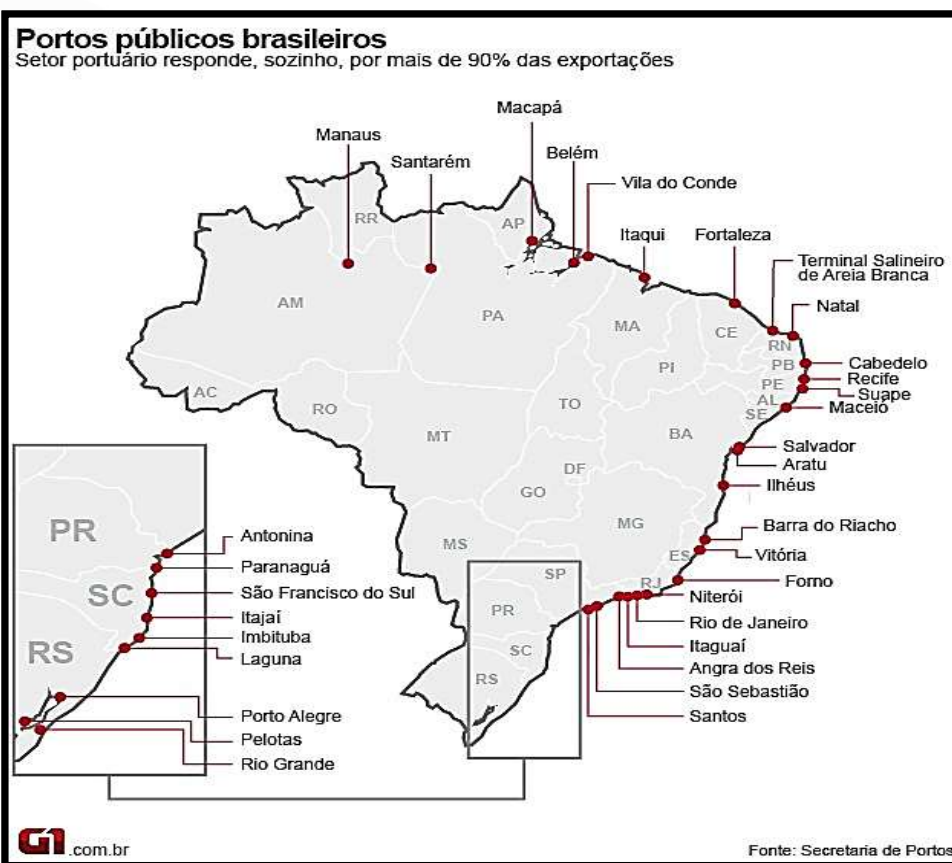 Portos públicos brasileiros
Setor portuário responde, sozinho, por mais de 90% das exportações
Macapá
Manaus
Belém
Santarém
Vila do Conde
Itaqui
Fortaleza
Terminal Salineiro
de Areia Branca
Natal
Cabedelo
Recife
Suape
Maceió
Salvador
Aratu
Ilhéus
Barra do Riacho
Vitória
Forno
Niterói
Rio de Janeiro
Itaguaí
Angra dos Reis
São Sebastião
Santos
RR
AP
AM
PA
MA
CE
RN
PB
PE
AL
SE
PI
AC
RO
TO
MT
BA
DF
GO
MG
MS
ES
SP
RJ
PR
SC
RS
PR
SC
RS
Antonina
Paranaguá
São Francisco do Sul
Itajaí
Imbituba
Laguna
Porto Alegre
Pelotas
Rio Grande
G1.com.br
Fonte: Secretaria de Portos